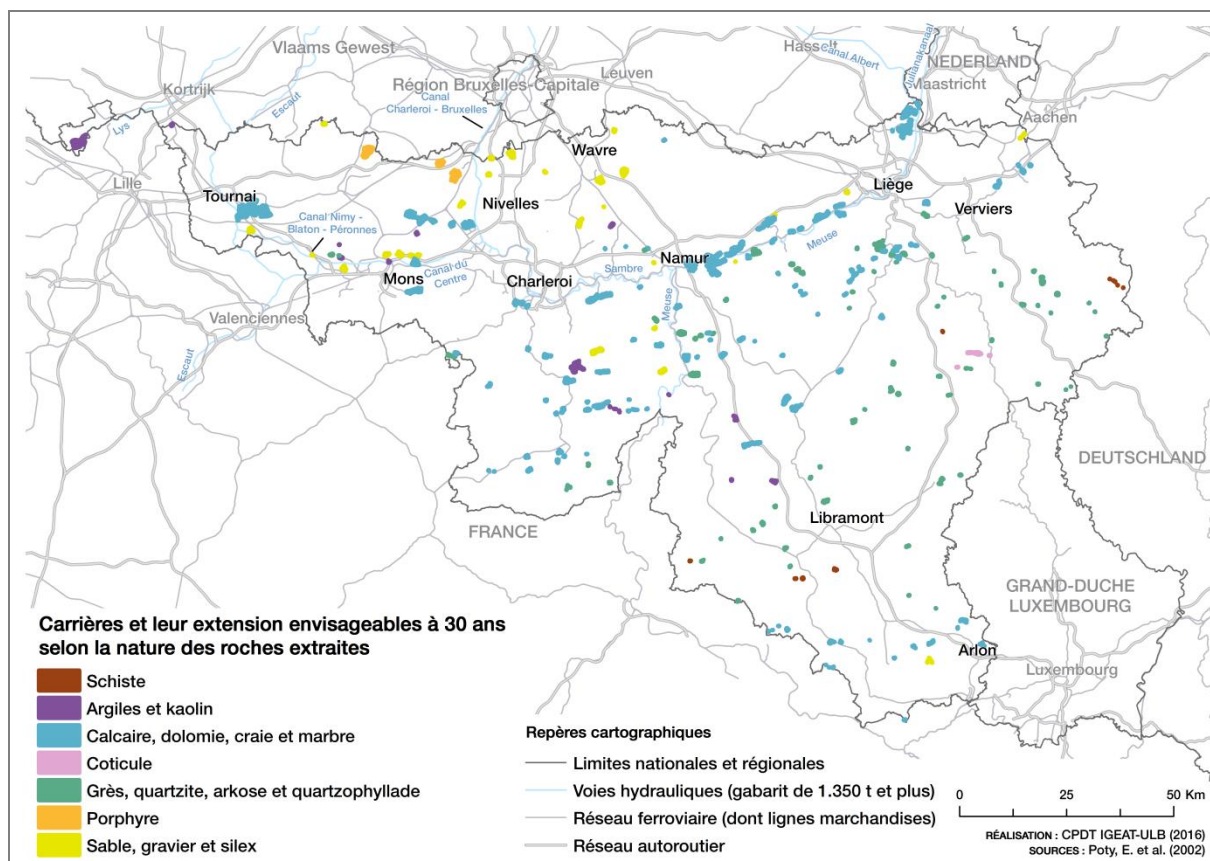 Vlaams Gewest
Hasselt
Canal Albert
Julianakanaal
NEDERLAND
Maastricht
Leuven
Région Bruxelles-Capitale
Kortrijk
Escaut
Canal
Charleroi - Bruxelles
Lys
Aachen
Wavre
Lille
Tournai
Liège
Nivelles
Verviers
Canal Nimy -
Blaton - Péronnes
Meuse
Namur
Mons
Canal du
Centre
Charleroi
Sambre
Meuse
Valenciennes
Escaut
DEUTSCHLAND
Libramont
FRANCE
GRAND-DUCHE
LUXEMBOURG
Arlon
Luxembourg
Carrières et leur extension envisageables à 30 ans
selon la nature des roches extraites
Schiste
Argiles et kaolin
Calcaire, dolomie, craie et marbre
Coticule
Grès, quartzite, arkose et quartzophyllade
Porphyre
Sable, gravier et silex
Repères cartographiques
Limites nationales et régionales
Voies hydrauliques (gabarit de 1.350 t et plus)
Réseau ferroviaire (dont lignes marchandises)
Réseau autoroutier
0 25 50 Km
RÉALISATION : CPDT IGEAT-ULB (2016)
SOURCES : Poty, E. et al. (2002)